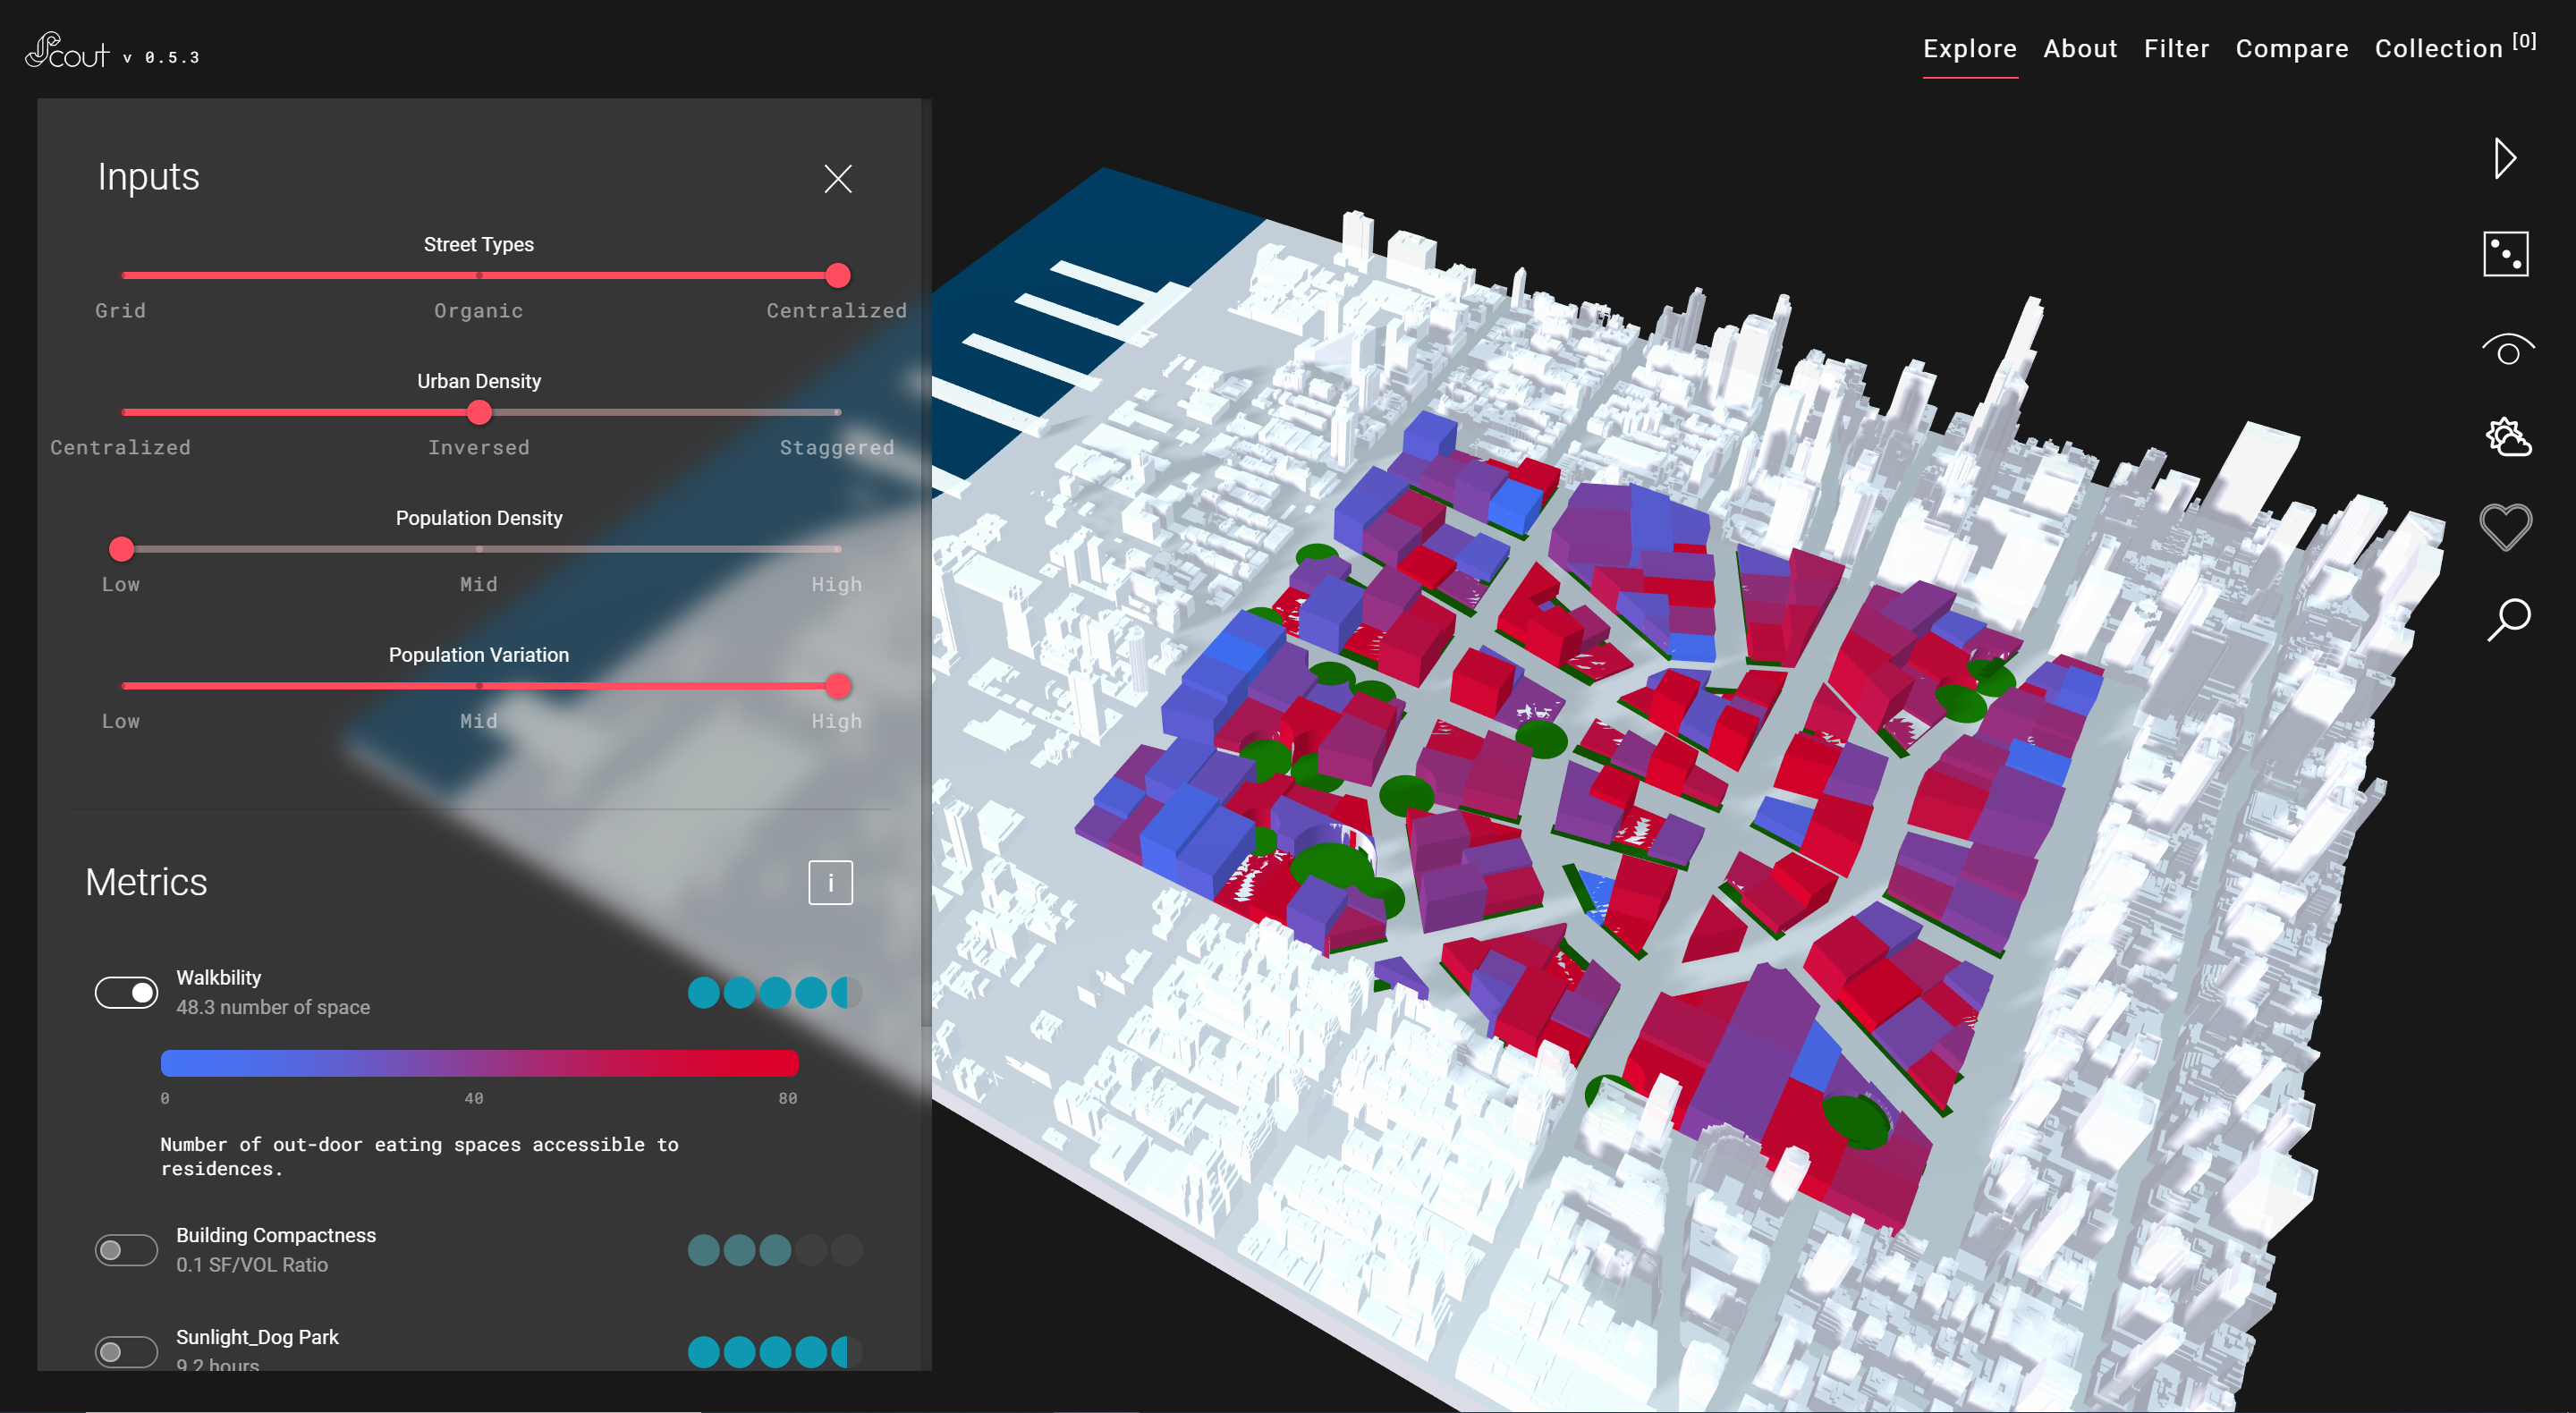 Scout v 0.5.3
Explore About Filter Compare Collection [0]
Inputs
Street Types
Grid Organic Centralized
Urban Density
Centralized Inversed Staggered
Population Density
Low Mid High
Population Variation
Low Mid High
Metrics
i
Walkbility
48.3 number of space
0 40 80
Number of out-door eating spaces accessible to
residences.
Building Compactness
0.1 SF/VOL Ratio
Sunlight_Dog Park
9.2 hours